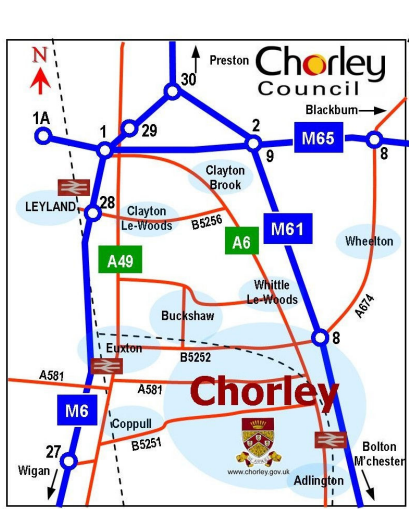 N
Preston
30
Chorley
Council
Blackburn
1A
1
29
2
9
M65
8
Clayton
Brook
LEYLAND
28
Clayton
Le-Woods
B5256
A6
M61
Wheelton
A49
Whittle
Le-Woods
A674
Buckshaw
8
Euxton
B5252
A581
A581
Chorley
M6
Coppull
B5251
27
Wigan
www.chorley.gov.uk
Bolton
M'chester
Adlington